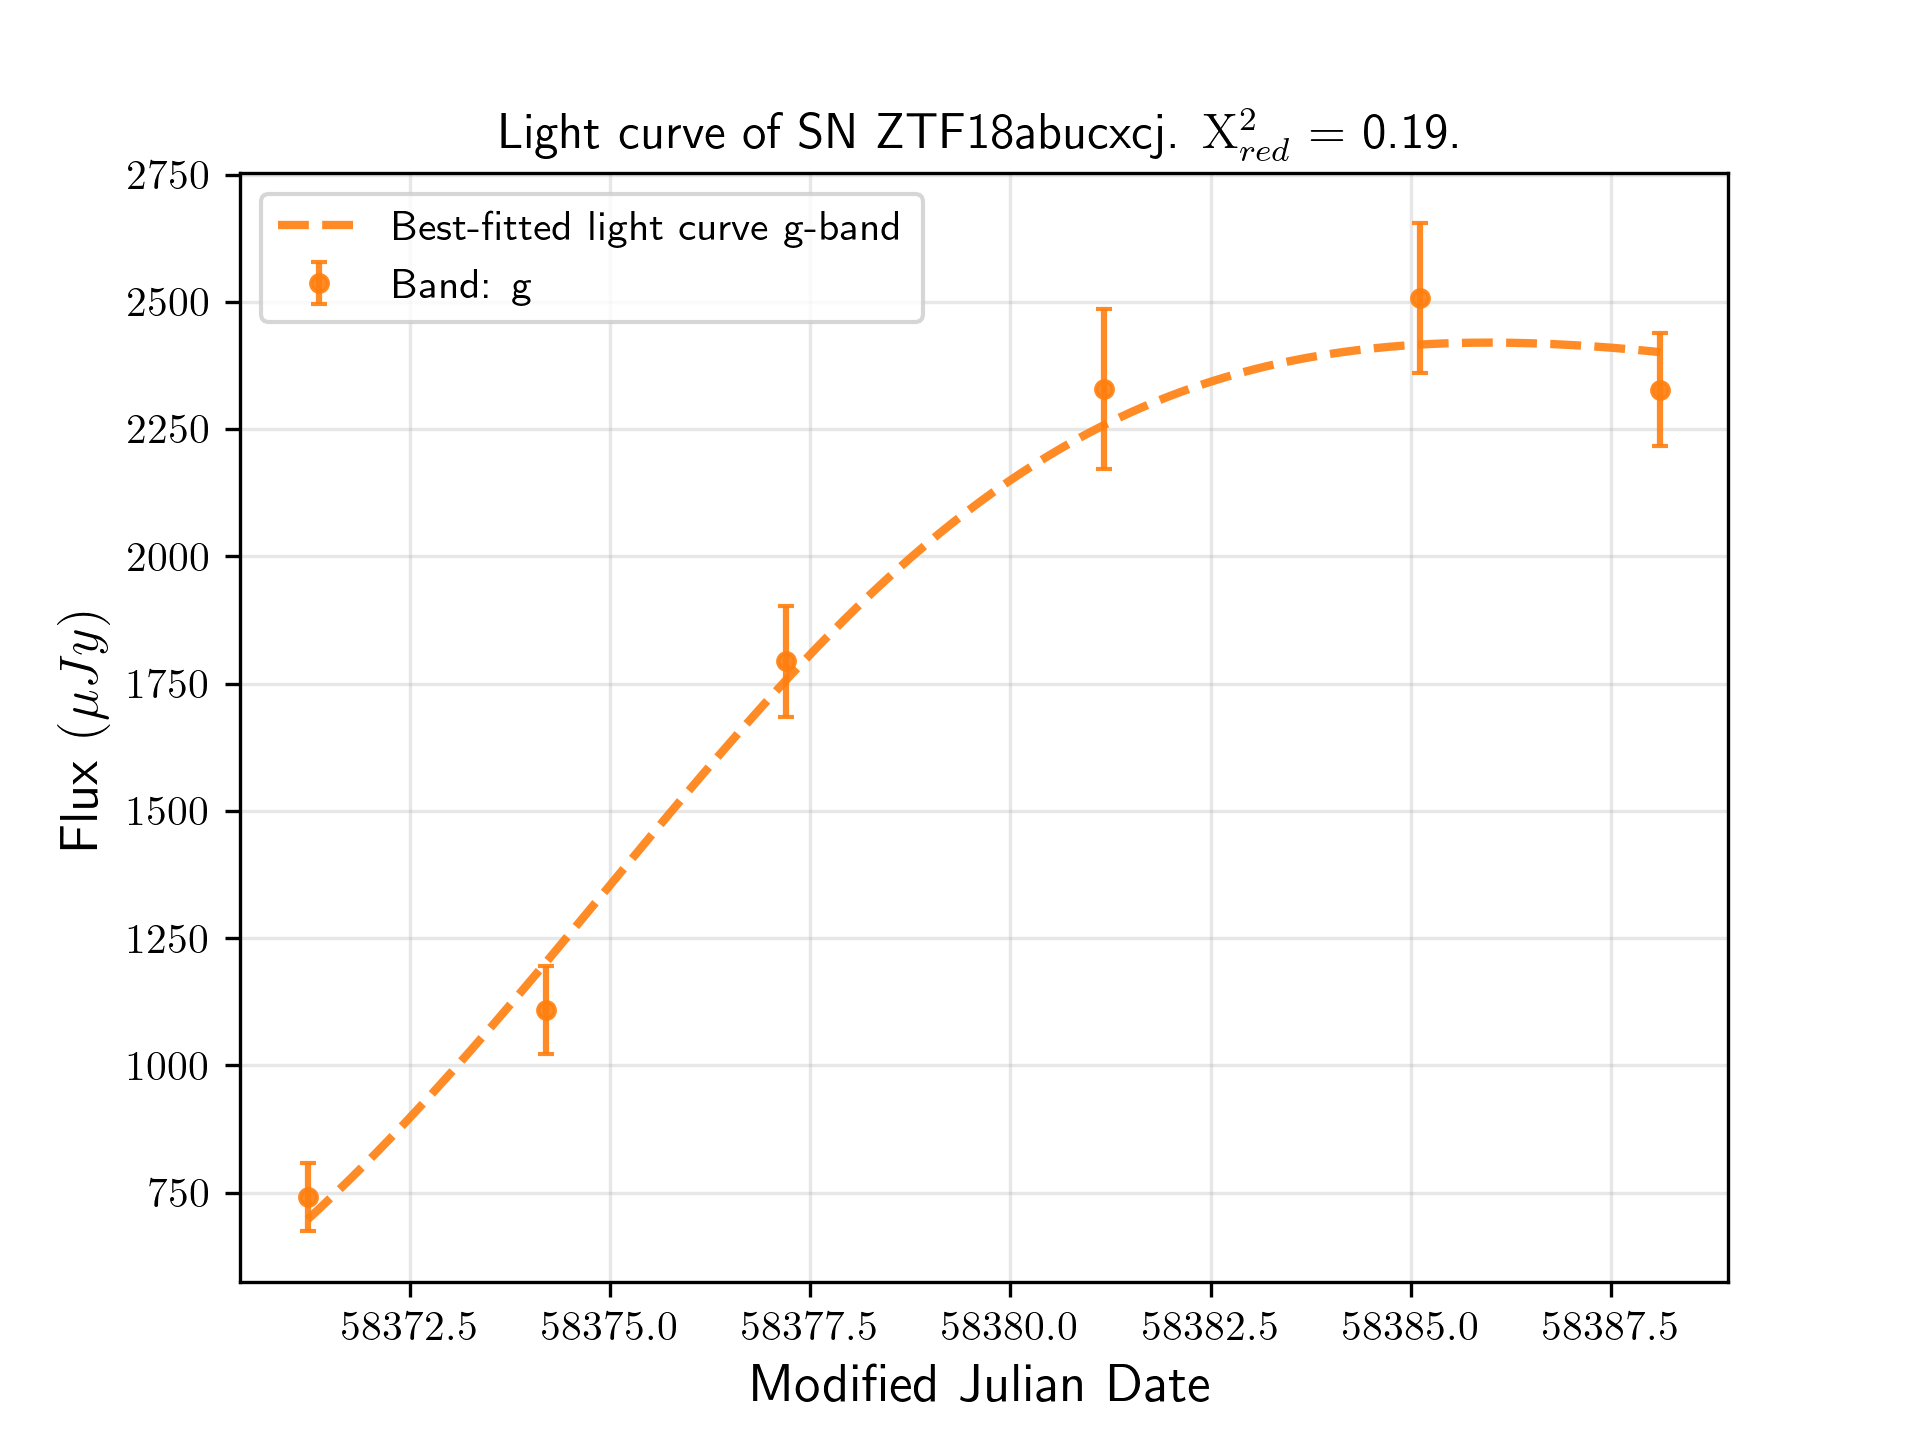 Light curve of SN ZTF18abucxcj. X²_red = 0.19.
Best-fitted light curve g-band
Band: g
Flux (μJy)
2750
2500
2250
2000
1750
1500
1250
1000
750
58372.5 58375.0 58377.5 58380.0 58382.5 58385.0 58387.5
Modified Julian Date